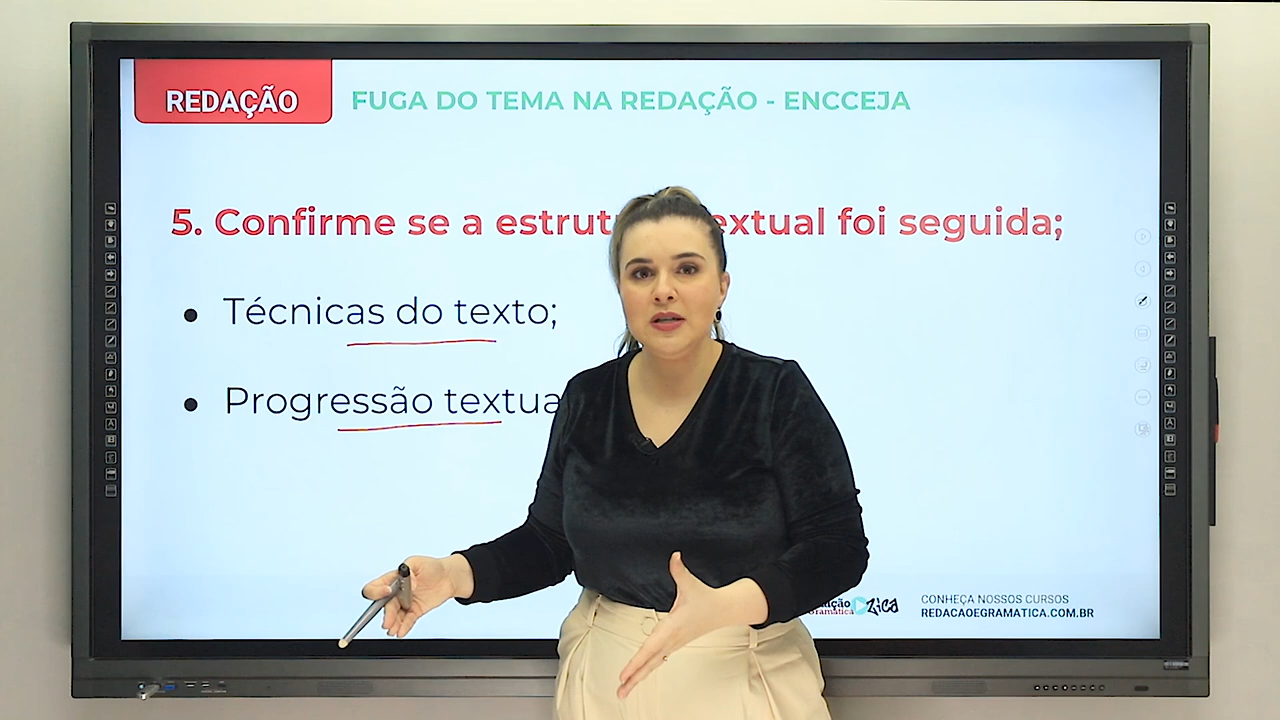 REDAÇÃO
FUGA DO TEMA NA REDAÇÃO - ENCCEJA
5. Confirme se a estrut extual foi seguida;
• Técnicas do texto;
• Progressão textua
Zica
CONHEÇA NOSSOS CURSOS
REDACAOEGRAMATICA.COM.BR